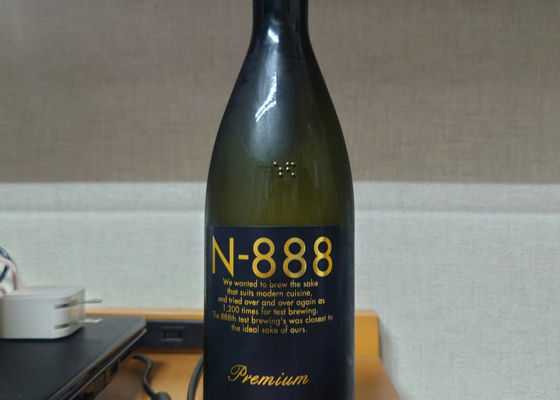 N-888
We wanted to brew the sake
that suits modern cuisine,
and tried over and over again as
1,200 times for test brewing.
The 888th test brewing's was closest to
the ideal sake of ours.
Premium